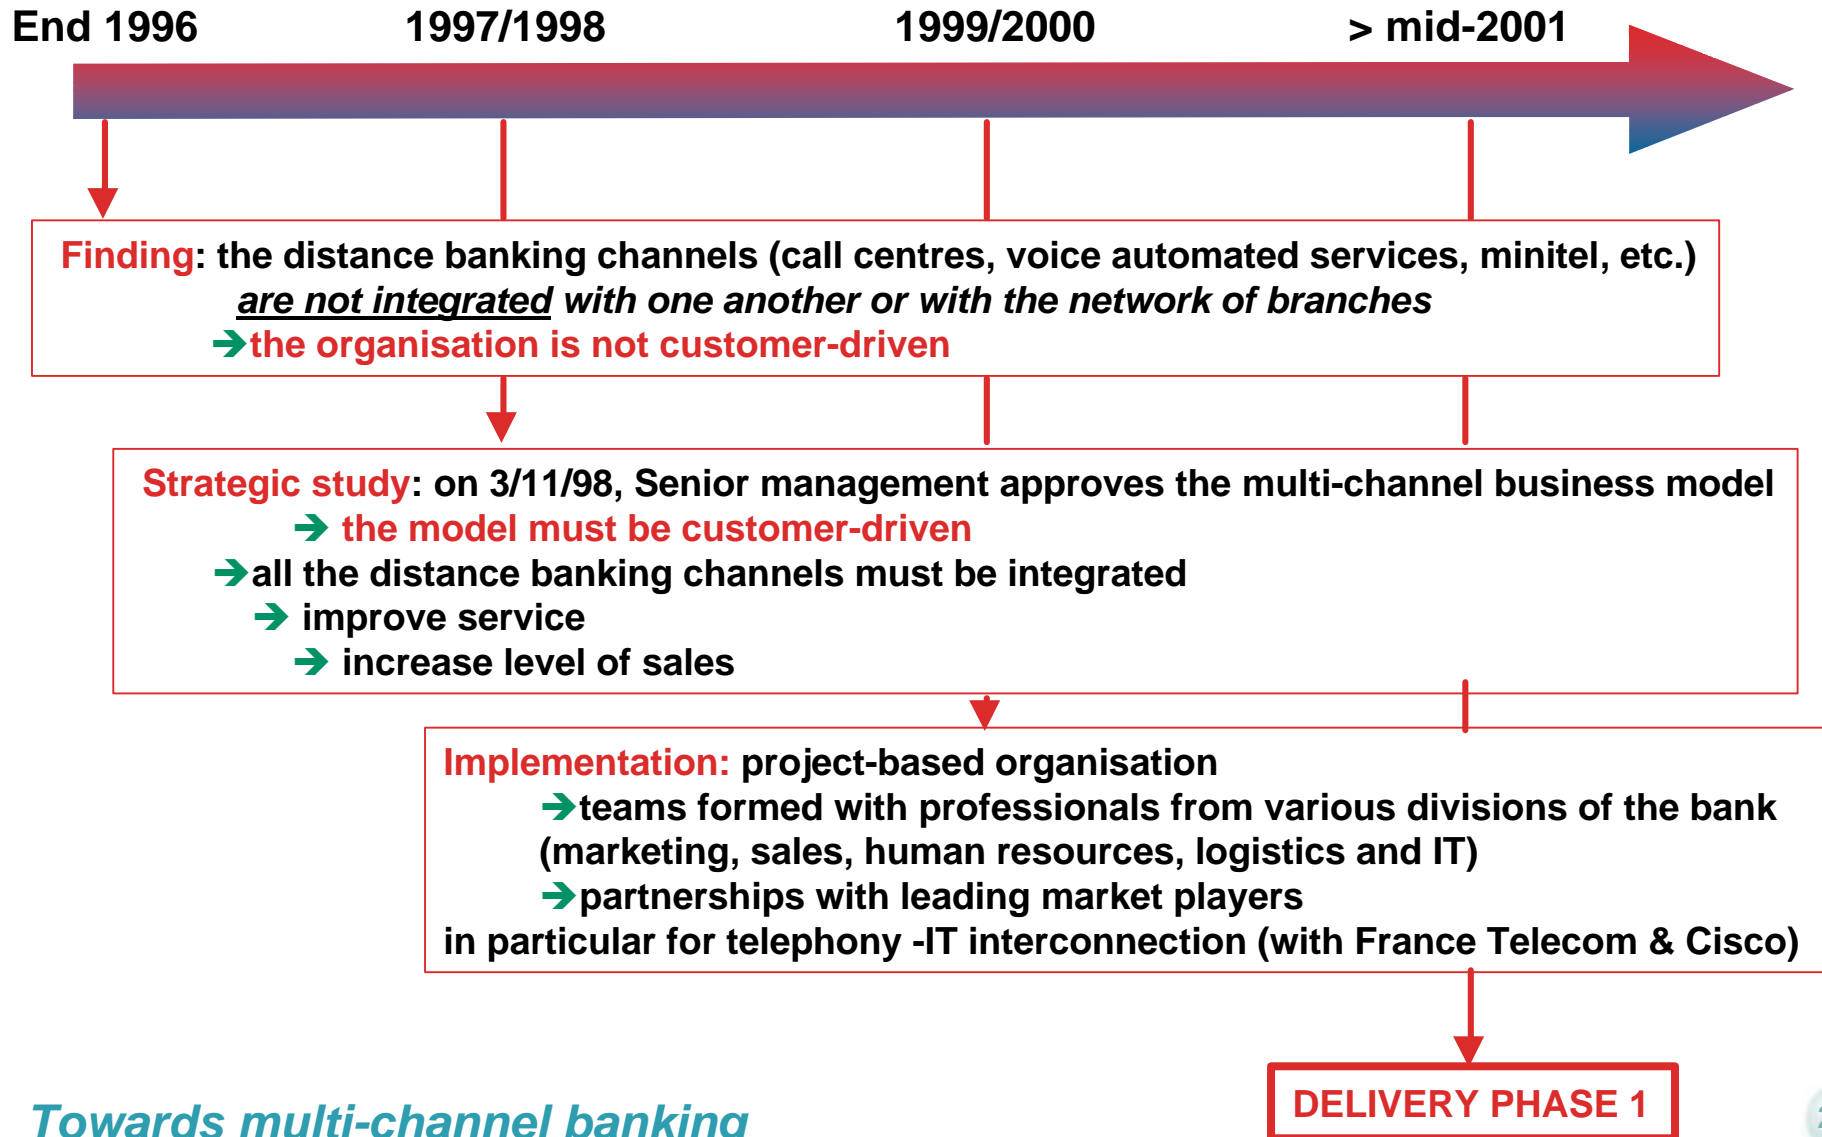 End 1996 1997/1998 1999/2000 > mid-2001
Finding: the distance banking channels (call centres, voice automated services, minitel, etc.)
are not integrated with one another or with the network of branches
➔the organisation is not customer-driven
Strategic study: on 3/11/98, Senior management approves the multi-channel business model
➔ the model must be customer-driven
➔all the distance banking channels must be integrated
➔ improve service
➔ increase level of sales
Implementation: project-based organisation
➔teams formed with professionals from various divisions of the bank
(marketing, sales, human resources, logistics and IT)
➔partnerships with leading market players
in particular for telephony -IT interconnection (with France Telecom & Cisco)
DELIVERY PHASE 1
Towards multi-channel banking